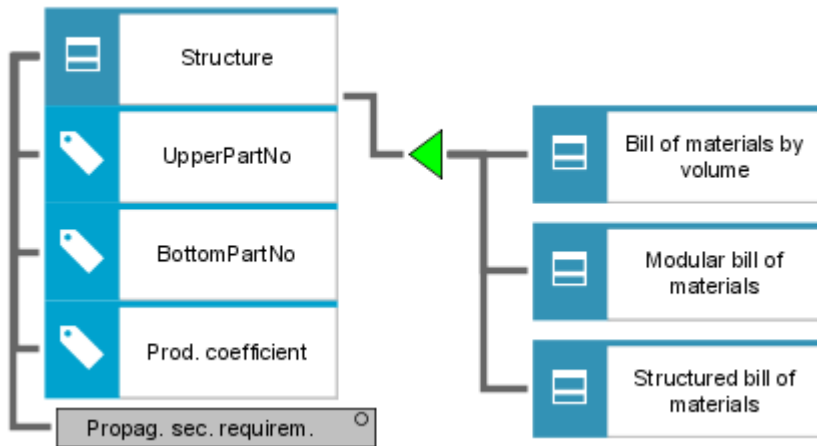 Structure
UpperPartNo
BottomPartNo
Prod. coefficient
Propag. sec. requirem.
Bill of materials by
volume
Modular bill of
materials
Structured bill of
materials